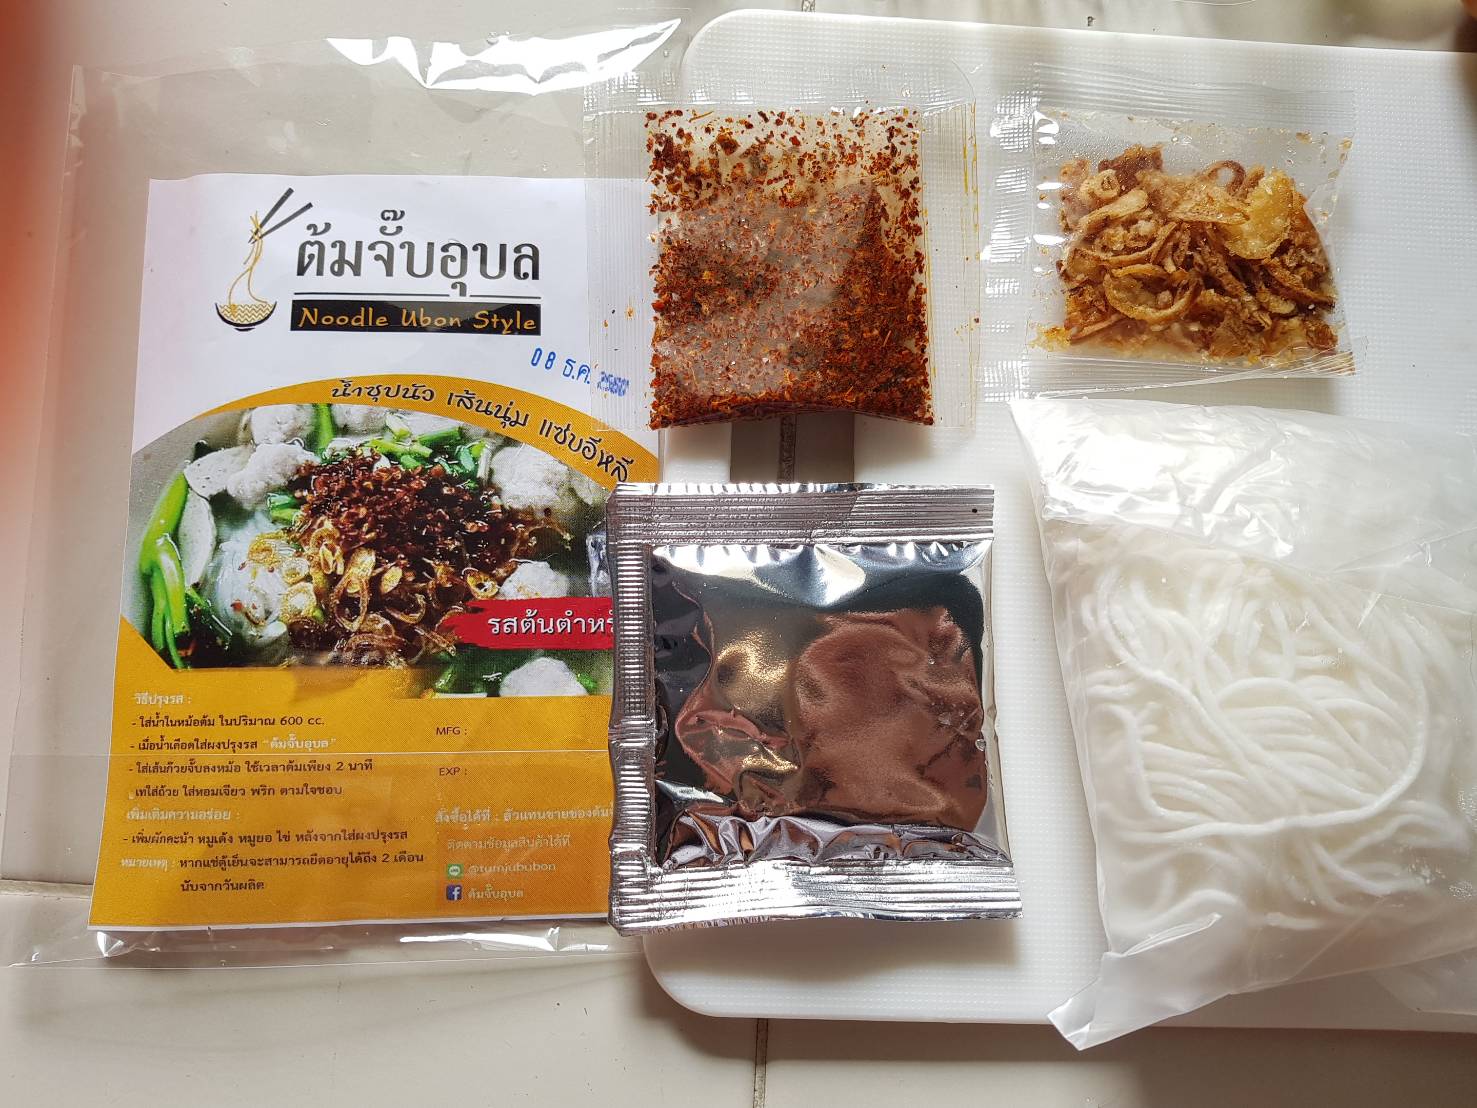 ต้มจั๊บอุบล
Noodle Ubon Style
08 ธ.ค.
น้ำซุปนัว เส้นนุ่ม แซ่บอีหลี
รสต้นตำหรั
วิธีปรุงรส :
- ใส่น้ำในหม้อต้ม ในปริมาณ 600 cc.
- เมื่อน้ำเดือดใส่ผงปรุงรส "ต้มจั๊บอุบล"
- ใส่เส้นก๊วยจั๊บลงหม้อ ใช้เวลาต้มเพียง 2 นาที
เทใส่ถ้วย ใส่หอมเจียว พริก ตามใจชอบ
เพิ่มเติมความอร่อย :
- เพิ่มผักคะน้า หมูเด้ง หมูยอ ไข่ หลังจากใส่ผงปรุงรส
หมายเหตุ : หากแช่ตู้เย็นจะสามารถยืดอายุได้ถึง 2 เดือน
นับจากวันผลิต
MFG :
EXP :
สั่งซื้อได้ที่ : ตัวแทนขายของต้ม
ติดตามข้อมูลสินค้าได้ที่
@tumjububon
ต้มจั๊บอุบล